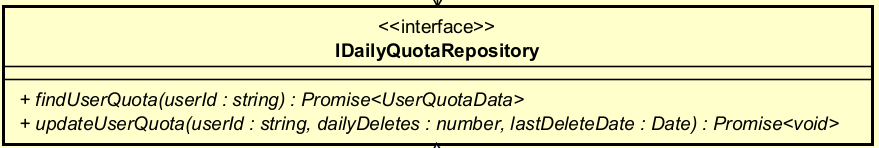 <<interface>>
IDailyQuotaRepository
+ findUserQuota(userId : string) : Promise<UserQuotaData>
+ updateUserQuota(userId : string, dailyDeletes : number, lastDeleteDate : Date) : Promise<void>